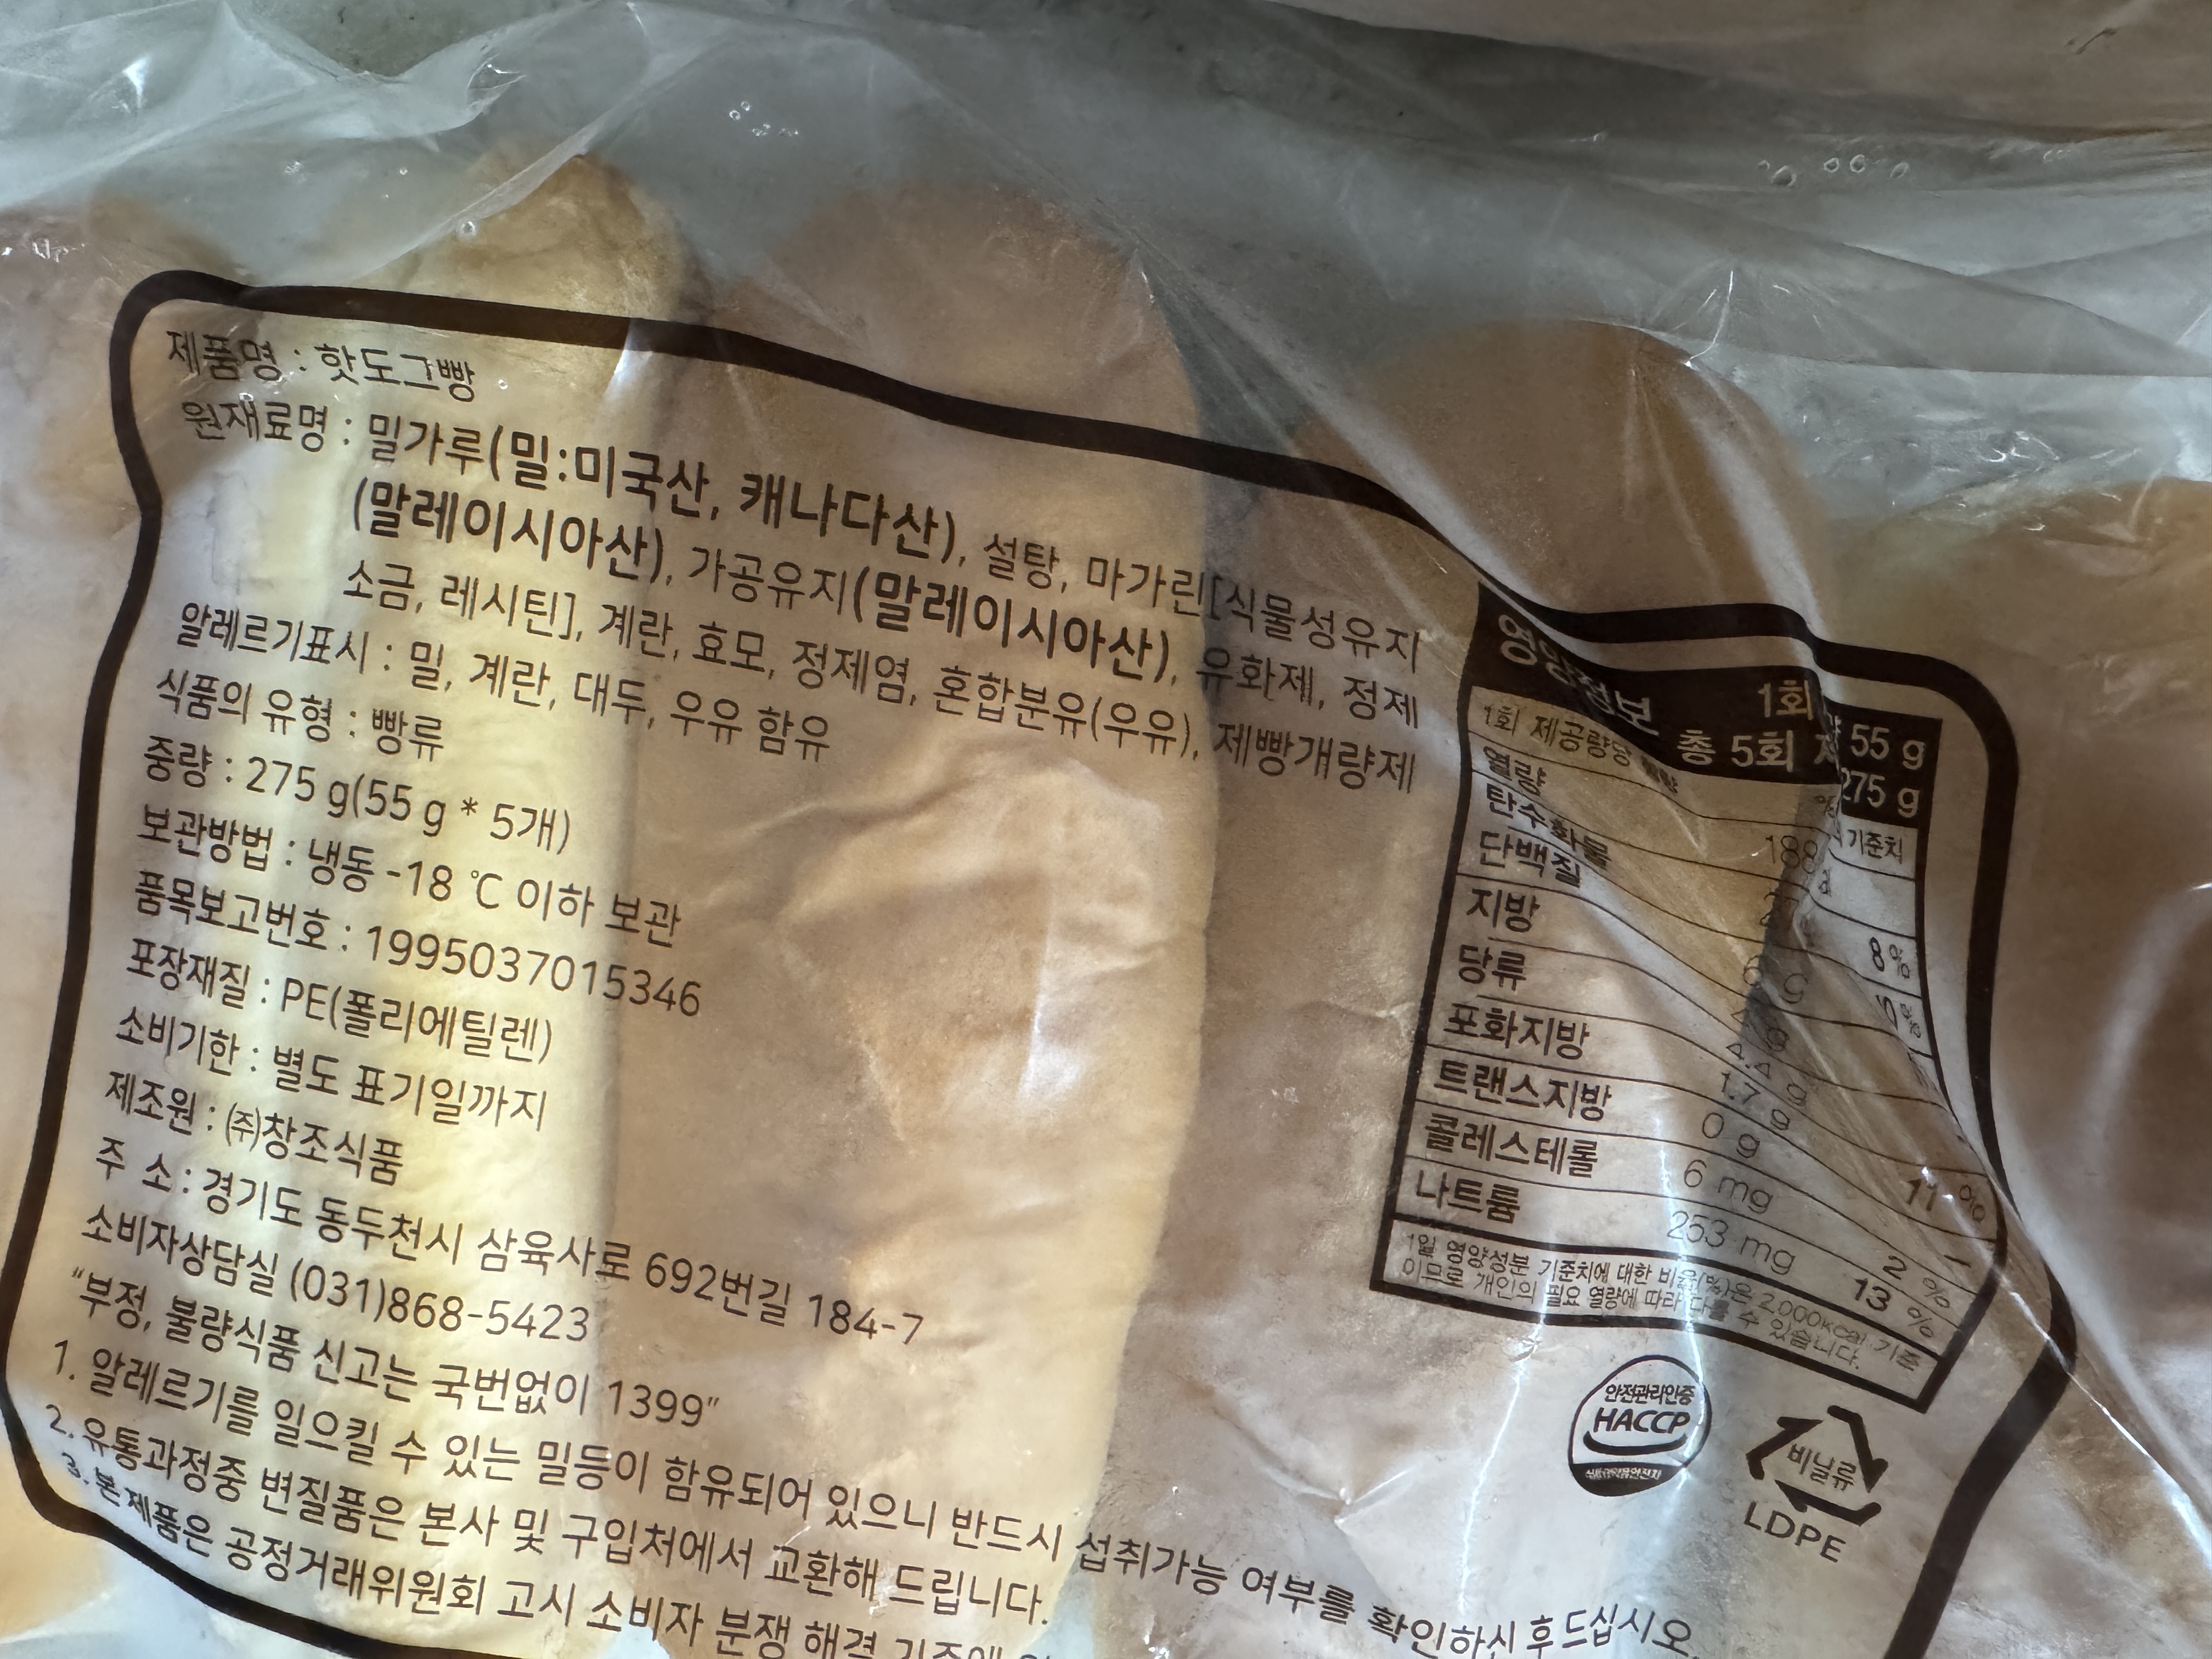 제품명 : 핫도그빵
원재료명 : 밀가루(밀:미국산, 캐나다산), 설탕, 마가린[식물성유지
(말레이시아산), 가공유지(말레이시아산), 유화제, 정제
소금, 레시틴], 계란, 효모, 정제염, 혼합분유(우유), 제빵개량제
알레르기표시 : 밀, 계란, 대두, 우유 함유
식품의 유형 : 빵류
중량 : 275 g(55 g * 5개)
보관방법 : 냉동 -18 ℃ 이하 보관
품목보고번호 : 1995037015346
포장재질 : PE(폴리에틸렌)
소비기한 : 별도 표기일까지
제조원 : ㈜창조식품
주 소 : 경기도 동두천시 삼육사로 692번길 184-7
소비자상담실 (031)868-5423
"부정, 불량식품 신고는 국번없이 1399"
1. 알레르기를 일으킬 수 있는 밀등이 함유되어 있으니 반드시 섭취가능 여부를 확인하신 후 드십시오.
2. 유통과정중 변질품은 본사 및 구입처에서 교환해 드립니다.
3. 본 제품은 공정거래위원회 고시 소비자 분쟁 해결 기준에
영양정보
1회 55 g
총 5회 275 g
1회 제공량당 기준치
열량
탄수화물 8%
단백질
지방
당류
포화지방 1.7 g 11 %
트랜스지방 0 g -
콜레스테롤 6 mg 2 %
나트륨 253 mg 13 %
1일 영양성분 기준치에 대한 비율(%)은 2,000kcal 기준
이므로 개인의 필요 열량에 따라 다를 수 있습니다.
안전관리인증
HACCP
비닐류
LDPE